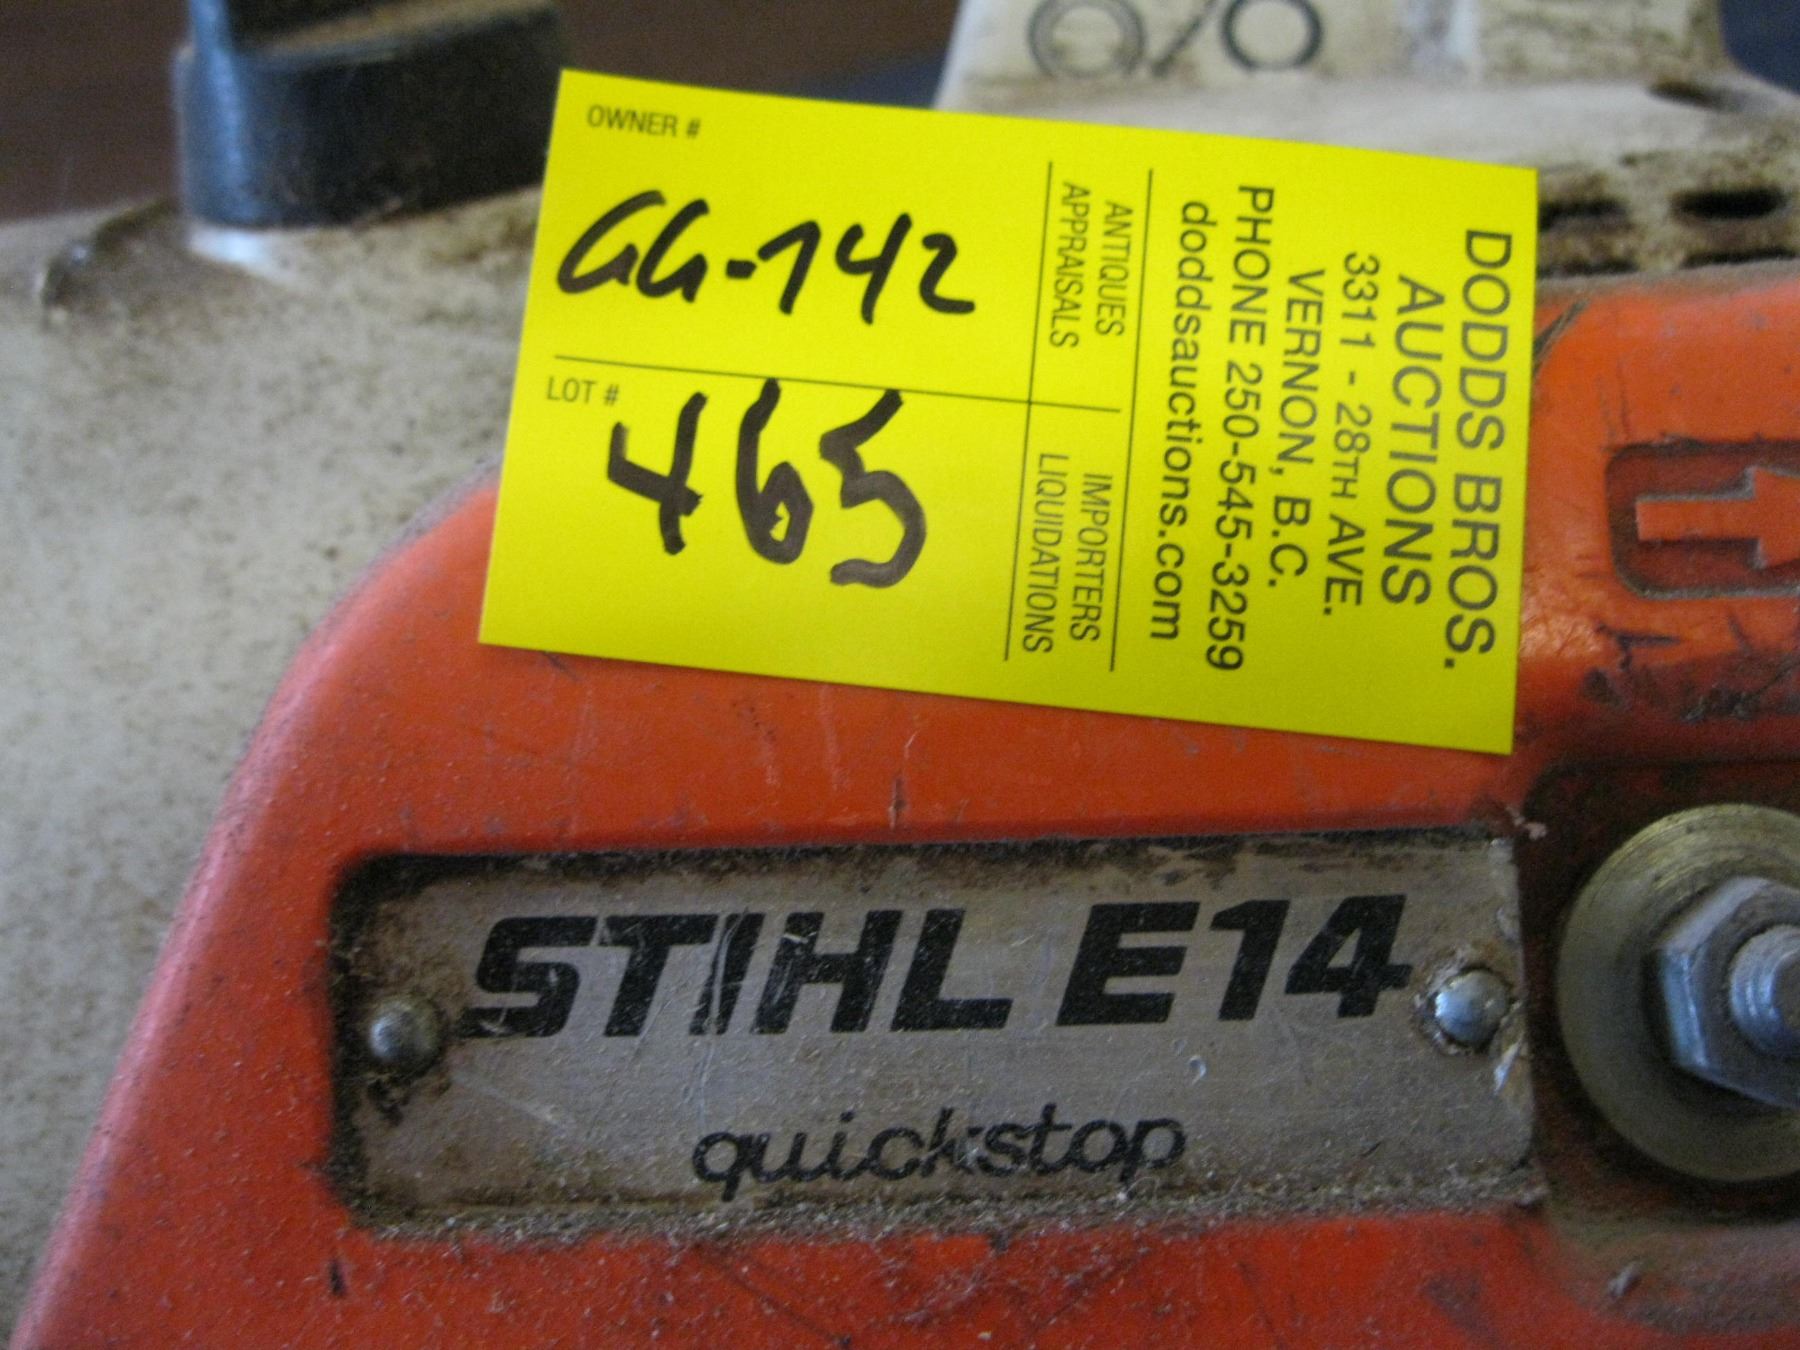 OWNER #
GG-142
LOT #
465
ANTIQUES
APPRAISALS
IMPORTERS
LIQUIDATIONS
DODDS BROS.
AUCTIONS
3311 - 28TH AVE.
VERNON, B.C.
PHONE 250-545-3259
doddsauctions.com
STIHL E14
quickstop